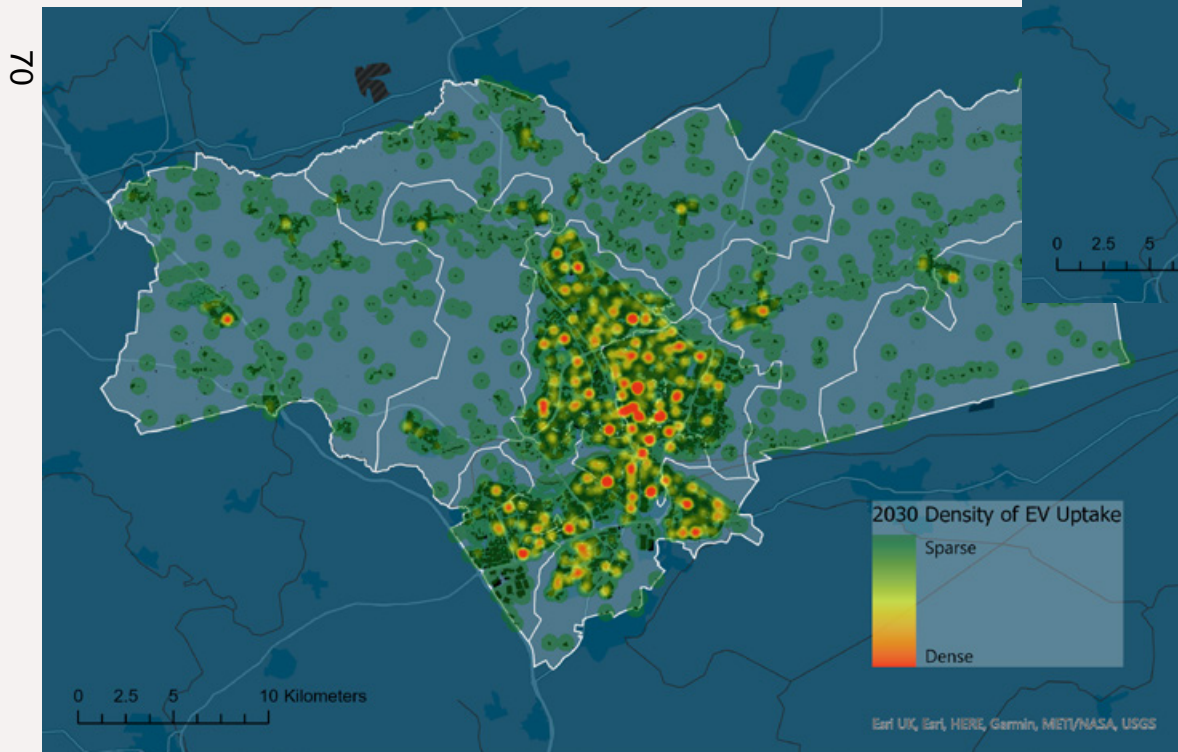 70
0 2.5 5
2030 Density of EV Uptake
Sparse
Dense
0 2.5 5 10 Kilometers
Esri UK, Esri, HERE, Garmin, METI/NASA, USGS